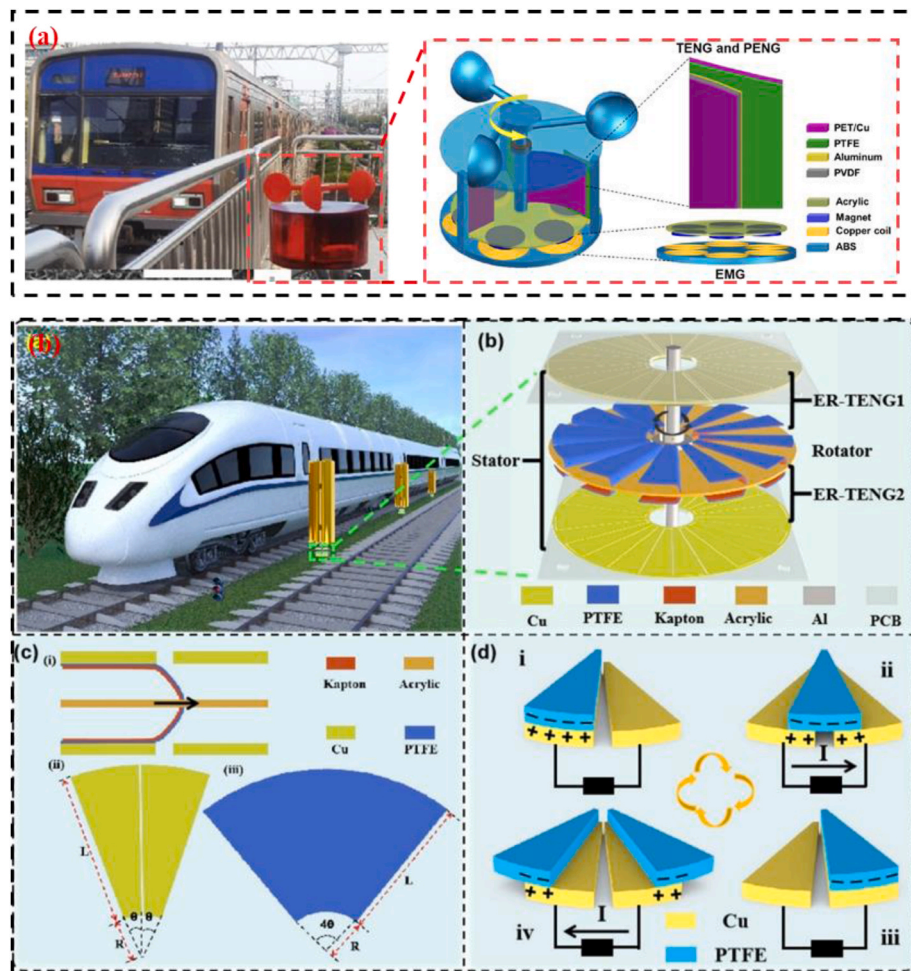 (a)
TENG and PENG
PET/Cu
PTFE
Aluminum
PVDF
Acrylic
Magnet
Copper coil
ABS
EMG
(b)
(b)
ER-TENG1
Stator
Rotator
ER-TENG2
Cu PTFE Kapton Acrylic Al PCB
(c)
(i)
Kapton Acrylic
Cu PTFE
(ii) (iii)
L
L
θ θ
R
4θ
R
(d)
i
ii
- - - - -
+ + + +
- - - - -
++ ++
I
iv
iii
- -
- -
++
++
- - - -
I
Cu
PTFE